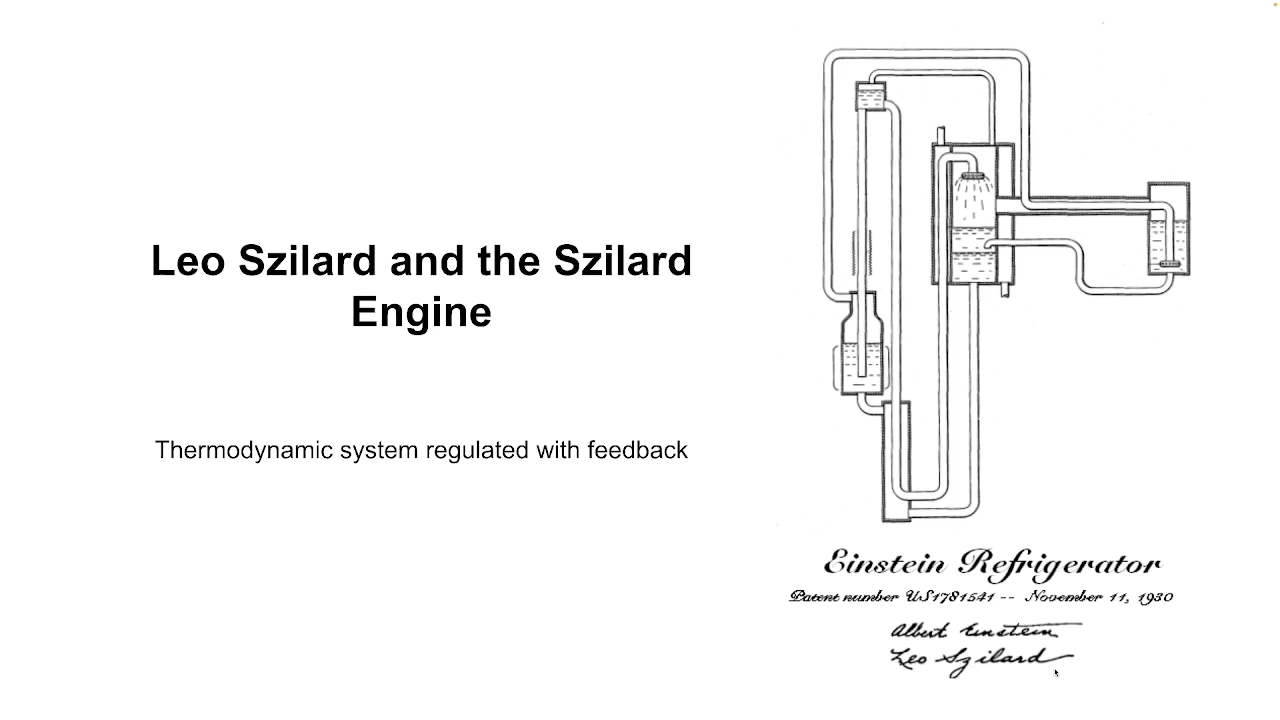 Leo Szilard and the Szilard
Engine
Thermodynamic system regulated with feedback
Einstein Refrigerator
Patent number US1781541 -- November 11, 1930
Albert Einstein
Leo Szilard